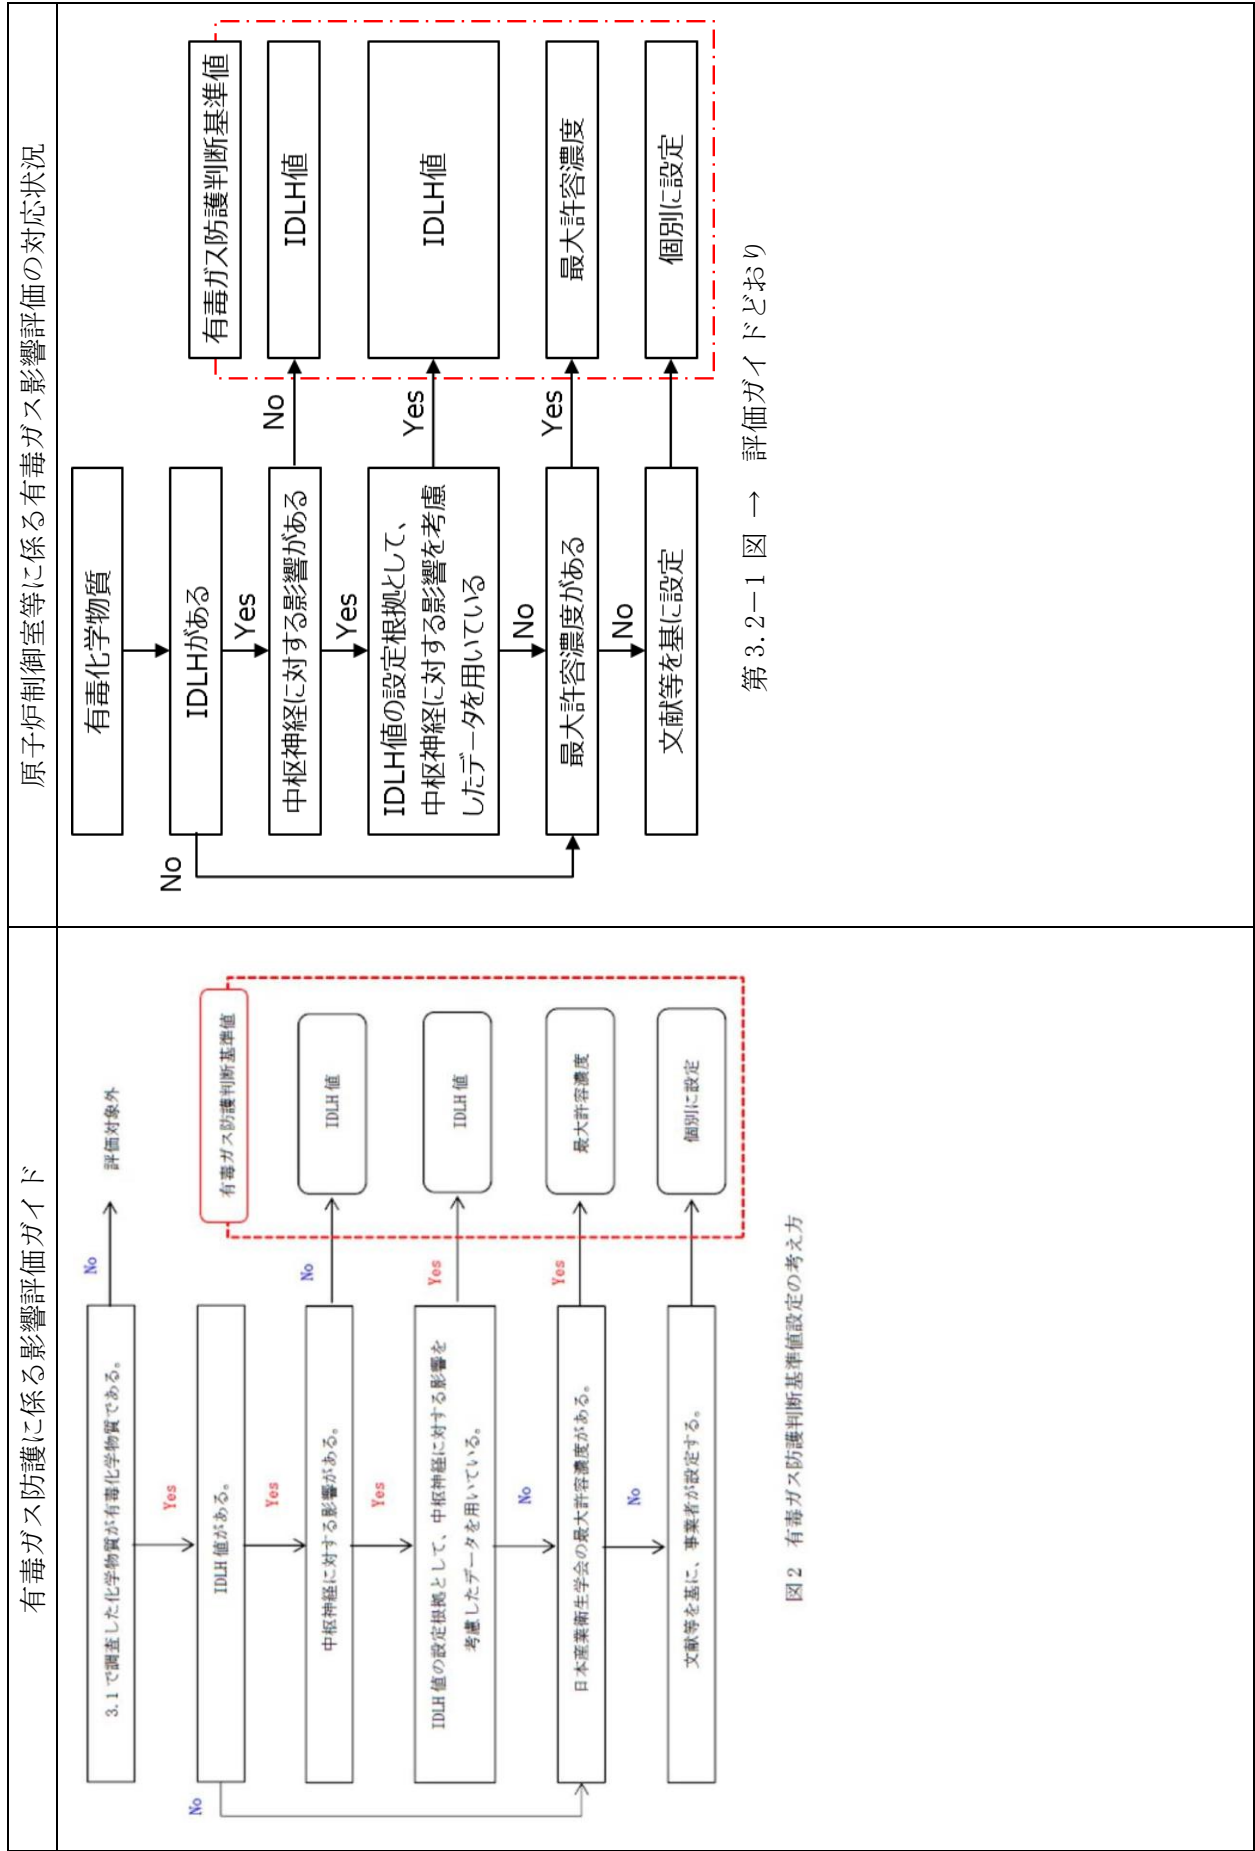 有毒ガス防護に係る影響評価ガイド
3.1で調査した化学物質が有毒化学物質である。
No
評価対象外
Yes
有毒ガス防護判断基準値
IDLH 値がある。
No
Yes
中枢神経に対する影響がある。
No
IDLH 値
Yes
IDLH 値の設定根拠として、中枢神経に対する影響を
考慮したデータを用いている。
Yes
IDLH 値
No
日本産業衛生学会の最大許容濃度がある。
Yes
最大許容濃度
No
文献等を基に、事業者が設定する。
個別に設定
図2 有毒ガス防護判断基準値設定の考え方
原子炉制御室等に係る有毒ガス影響評価の対応状況
有毒化学物質
有毒ガス防護判断基準値
IDLHがある
No
Yes
中枢神経に対する影響がある
No
IDLH値
Yes
IDLH値の設定根拠として、
中枢神経に対する影響を考慮
したデータを用いている
Yes
IDLH値
No
最大許容濃度がある
Yes
最大許容濃度
No
文献等を基に設定
個別に設定
第3.2-1図 → 評価ガイドどおり